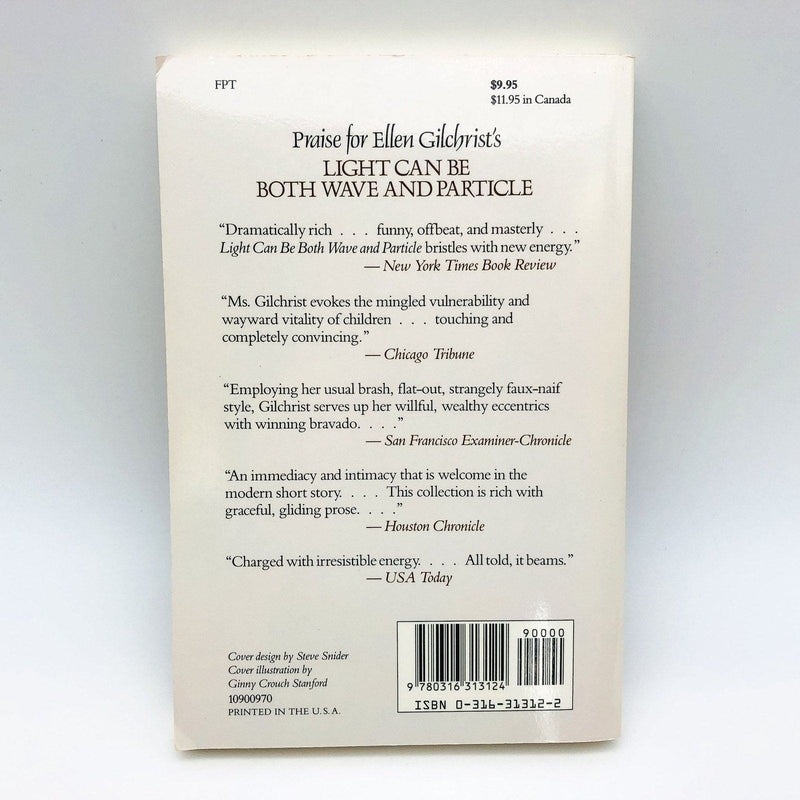 FPT
$9.95
$11.95 in Canada
Praise for Ellen Gilchrist's
LIGHT CAN BE
BOTH WAVE AND PARTICLE
“Dramatically rich . . . funny, offbeat, and masterly . . .
Light Can Be Both Wave and Particle bristles with new energy.”
— New York Times Book Review
“Ms. Gilchrist evokes the mingled vulnerability and
wayward vitality of children . . . touching and
completely convincing.”
— Chicago Tribune
“Employing her usual brash, flat-out, strangely faux-naif
style, Gilchrist serves up her willful, wealthy eccentrics
with winning bravado. . . .”
— San Francisco Examiner-Chronicle
“An immediacy and intimacy that is welcome in the
modern short story. . . . This collection is rich with
graceful, gliding prose. . . .”
— Houston Chronicle
“Charged with irresistible energy. . . . All told, it beams.”
— USA Today
Cover design by Steve Snider
Cover illustration by
Ginny Crouch Stanford
10900970
PRINTED IN THE U.S.A.
90000
9 780316 313124
ISBN 0-316-31312-2